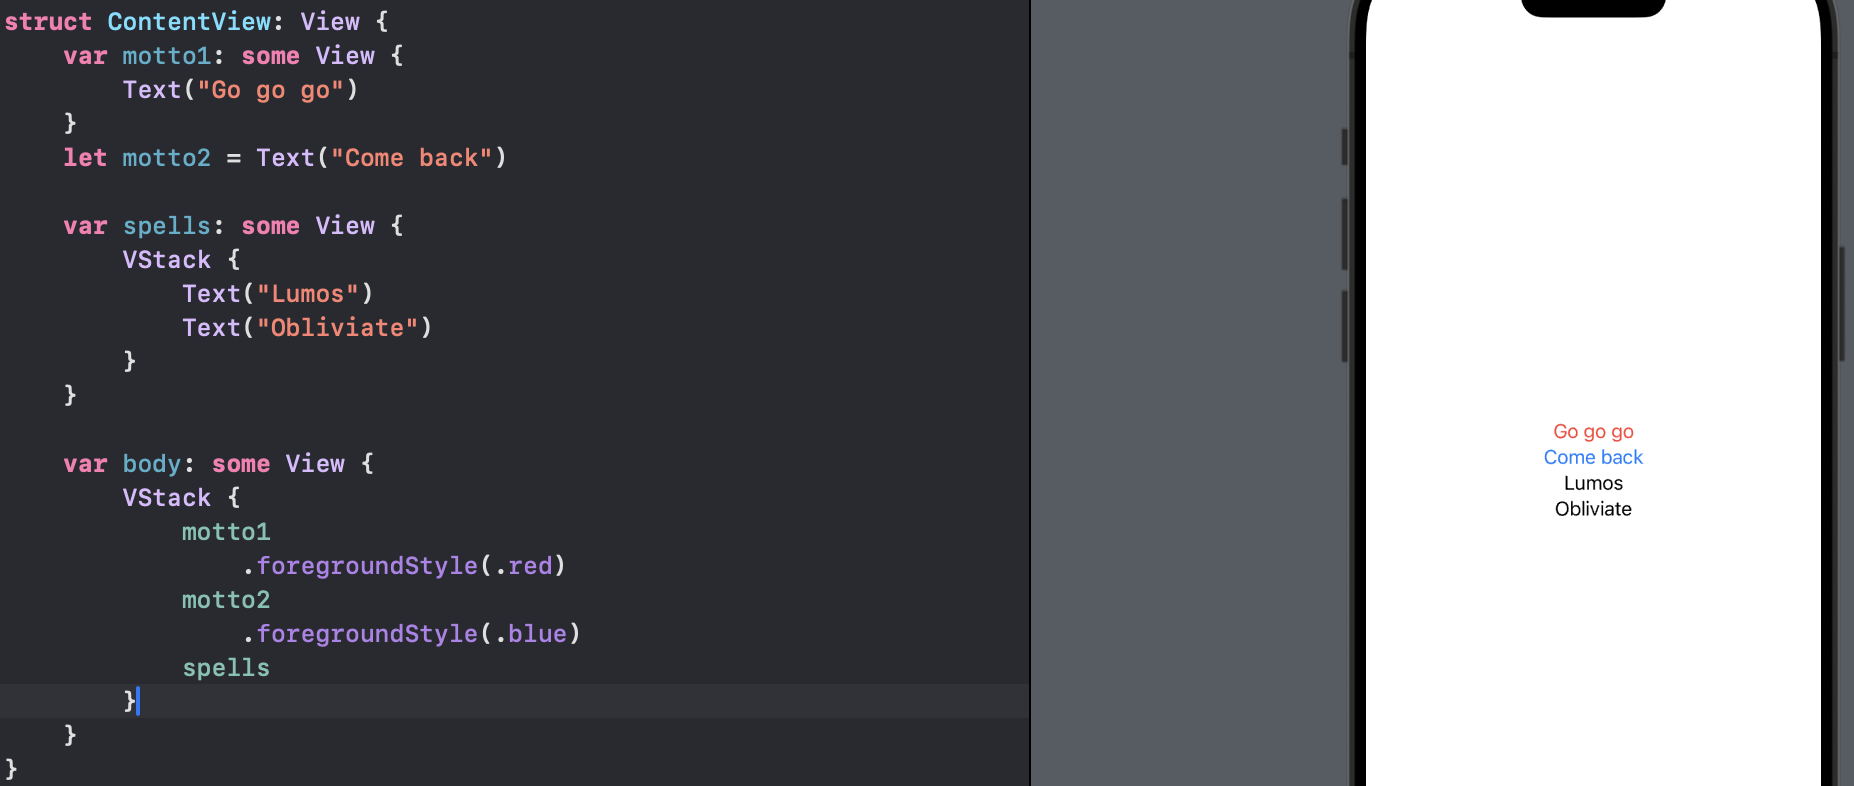 struct ContentView: View {
    var motto1: some View {
        Text("Go go go")
    }
    let motto2 = Text("Come back")

    var spells: some View {
        VStack {
            Text("Lumos")
            Text("Obliviate")
        }
    }

    var body: some View {
        VStack {
            motto1
                .foregroundStyle(.red)
            motto2
                .foregroundStyle(.blue)
            spells
        }
    }
}
Go go go
Come back
Lumos
Obliviate